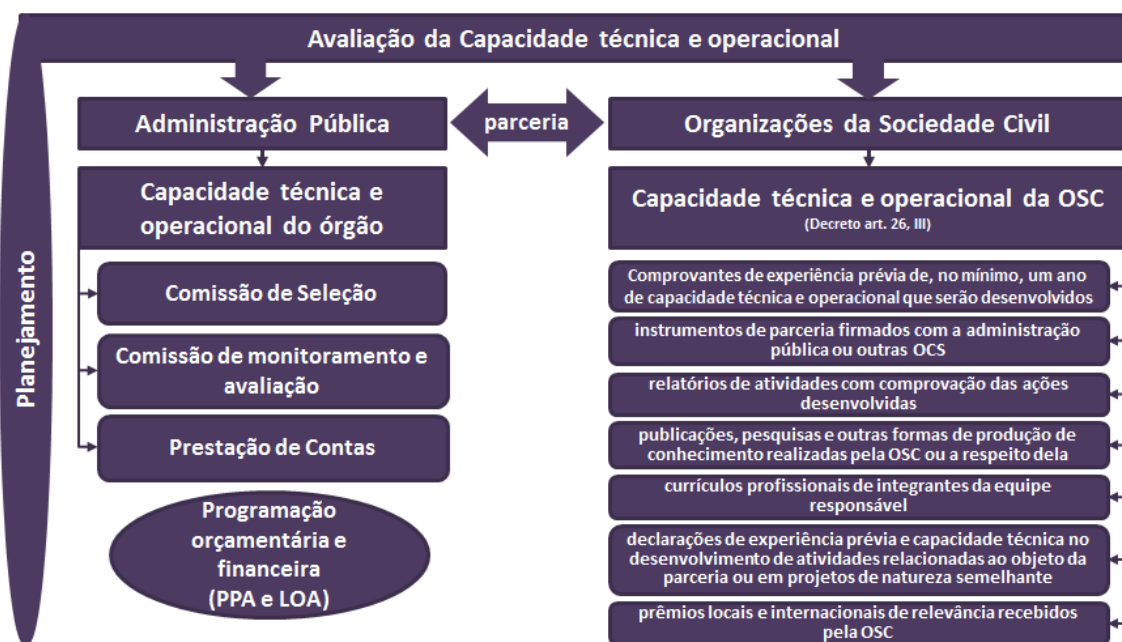 Avaliação da Capacidade técnica e operacional
Planejamento
Administração Pública
parceria
Organizações da Sociedade Civil
Capacidade técnica e
operacional do órgão
Comissão de Seleção
Comissão de monitoramento e
avaliação
Prestação de Contas
Programação
orçamentária e
financeira
(PPA e LOA)
Capacidade técnica e operacional da OSC
(Decreto art. 26, III)
Comprovantes de experiência prévia de, no mínimo, um ano
de capacidade técnica e operacional que serão desenvolvidos
instrumentos de parceria firmados com a administração
pública ou outras OCS
relatórios de atividades com comprovação das ações
desenvolvidas
publicações, pesquisas e outras formas de produção de
conhecimento realizadas pela OSC ou a respeito dela
currículos profissionais de integrantes da equipe
responsável
declarações de experiência prévia e capacidade técnica no
desenvolvimento de atividades relacionadas ao objeto da
parceria ou em projetos de natureza semelhante
prêmios locais e internacionais de relevância recebidos
pela OSC